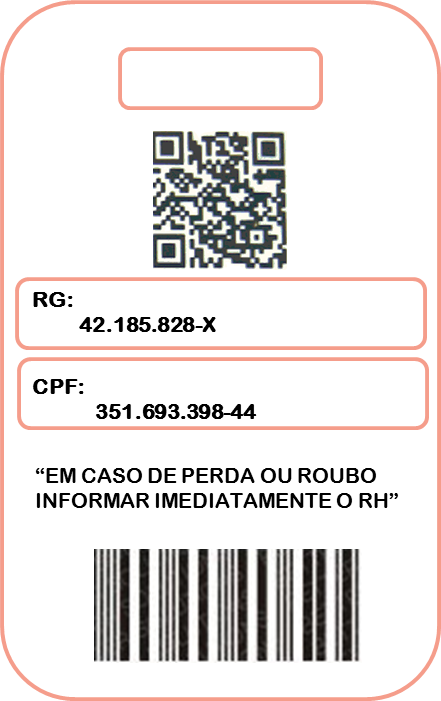 RG:
42.185.828-X
CPF:
351.693.398-44
“EM CASO DE PERDA OU ROUBO
INFORMAR IMEDIATAMENTE O RH”